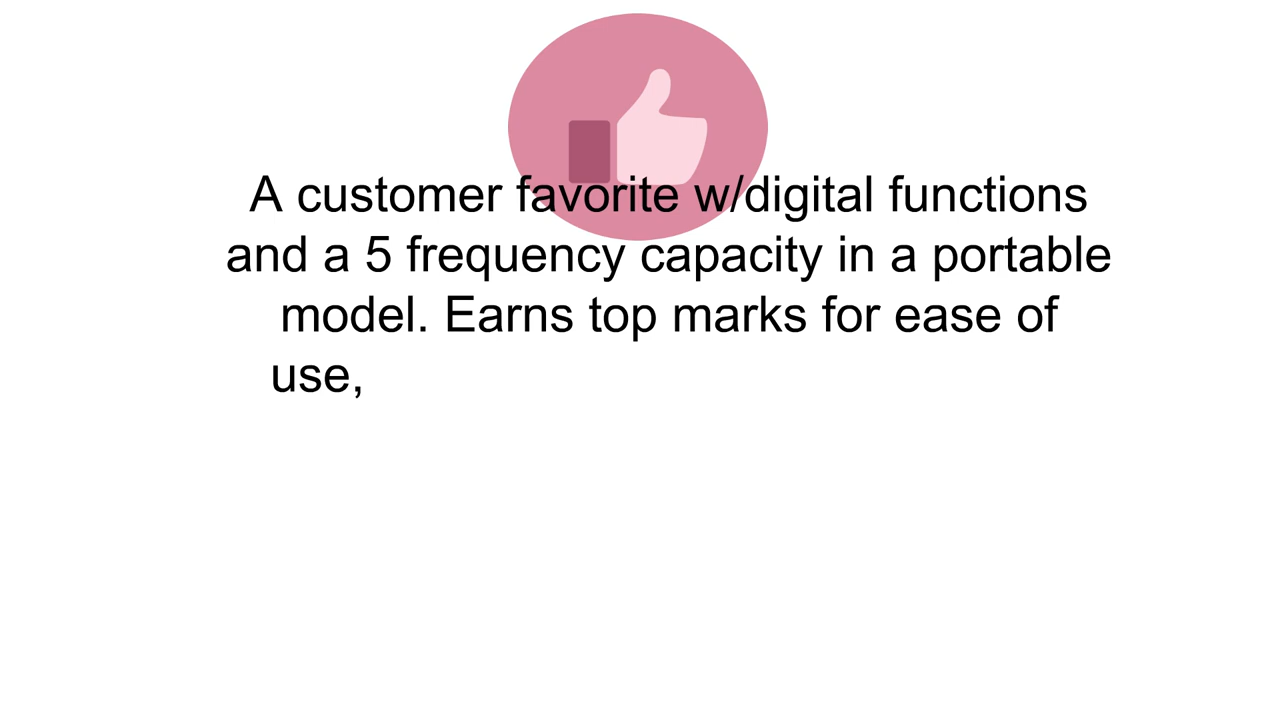 A customer favorite w/digital functions
and a 5 frequency capacity in a portable
model. Earns top marks for ease of
use,